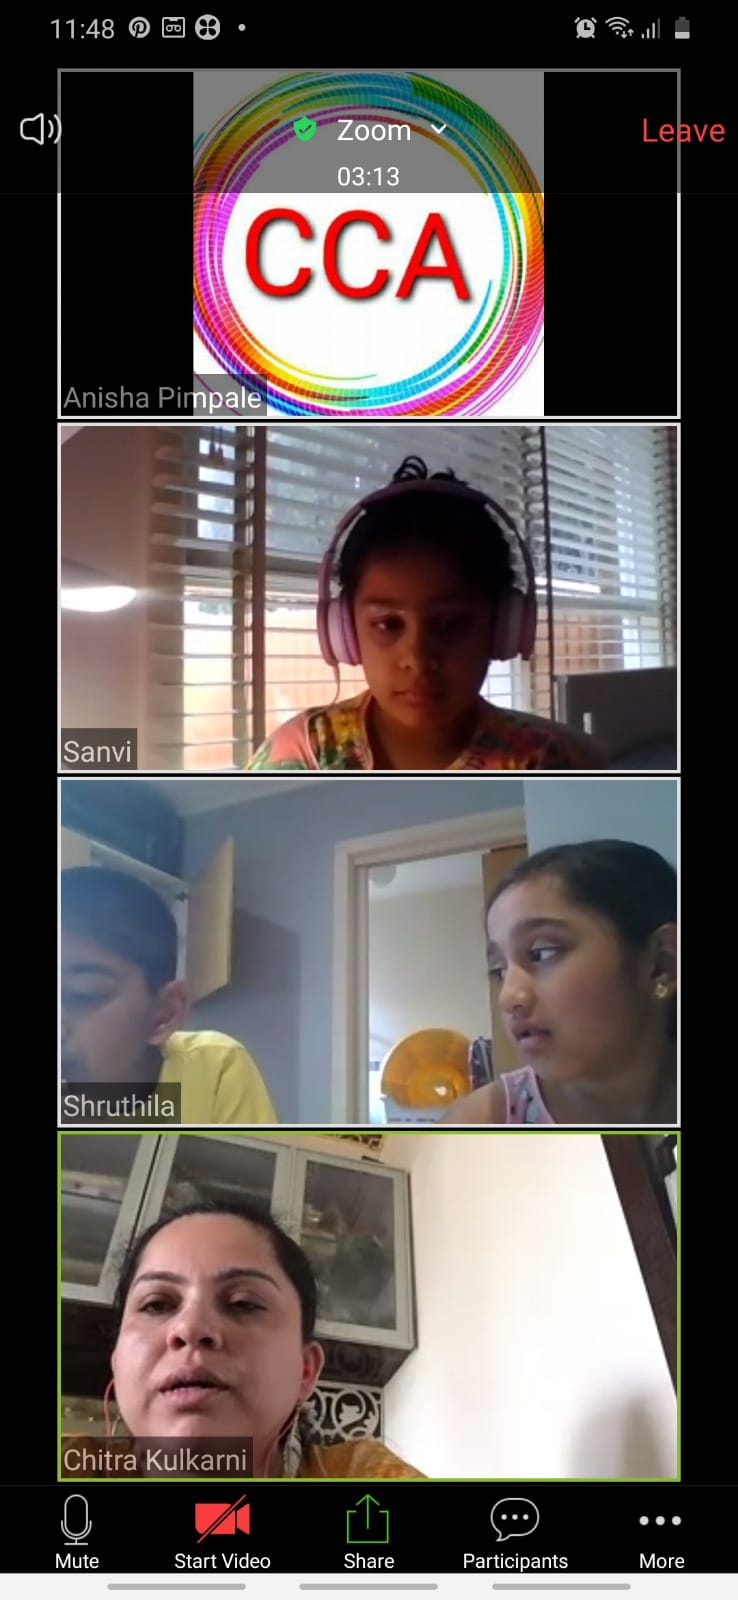 11:48
Zoom
Leave
03:13
CCA
Anisha Pimpale
Sanvi
Shruthila
Chitra Kulkarni
Mute
Start Video
Share
Participants
More